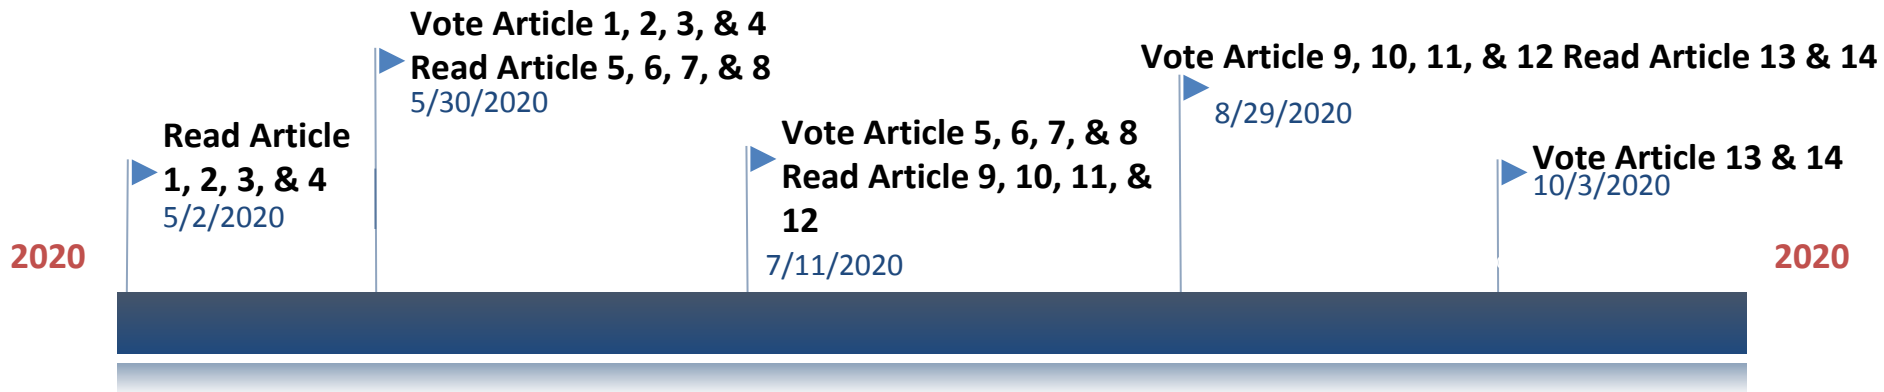 2020
Read Article
1, 2, 3, & 4
5/2/2020
Vote Article 1, 2, 3, & 4
Read Article 5, 6, 7, & 8
5/30/2020
Vote Article 5, 6, 7, & 8
Read Article 9, 10, 11, &
12
7/11/2020
Vote Article 9, 10, 11, & 12 Read Article 13 & 14
8/29/2020
Vote Article 13 & 14
10/3/2020
2020